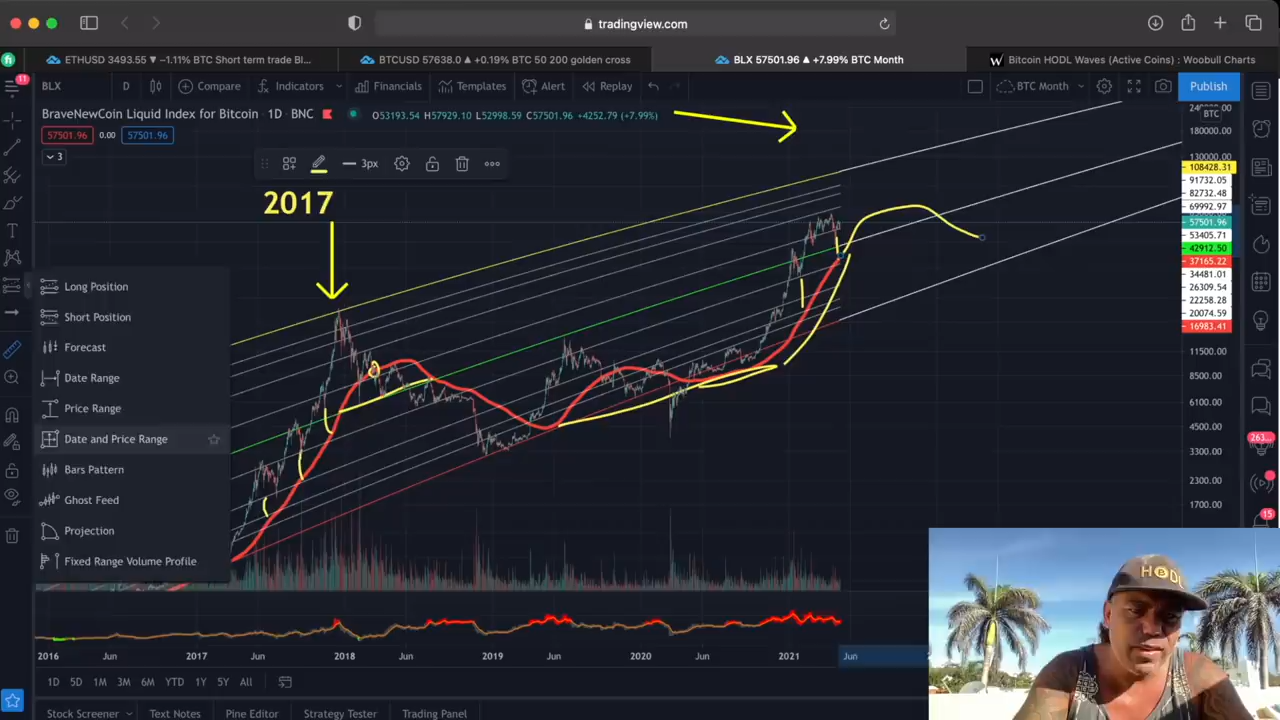 tradingview.com
ETHUSD 3493.55 ▼ −1.11% BTC Short term trade Bl...
BTCUSD 57638.0 ▲ +0.19% BTC 50 200 golden cross
BLX 57501.96 ▲ +7.99% BTC Month
W Bitcoin HODL Waves (Active Coins) : Woobull Charts
11
BLX
D
Compare
Indicators
Financials
Templates
Alert
Replay
BTC Month
Publish
BraveNewCoin Liquid Index for Bitcoin · 1D · BNC
O53193.54 H57929.10 L52998.59 C57501.96 +4252.79 (+7.99%)
57501.96 0.00 57501.96
3
3px
2017
Long Position
Short Position
Forecast
Date Range
Price Range
Date and Price Range
Bars Pattern
Ghost Feed
Projection
Fixed Range Volume Profile
BTC
180000.00
130000.00
108428.31
91732.05
82732.48
69992.97
57501.96
53405.71
42912.50
37165.22
34481.01
26309.54
22258.28
20074.59
16983.41
11500.00
8500.00
6100.00
4500.00
3300.00
2300.00
1700.00
263...
15
HODL
2016 Jun 2017 Jun 2018 Jun 2019 Jun 2020 Jun 2021 Jun
1D 5D 1M 3M 6M YTD 1Y 5Y All
Stock Screener Text Notes Pine Editor Strategy Tester Trading Panel